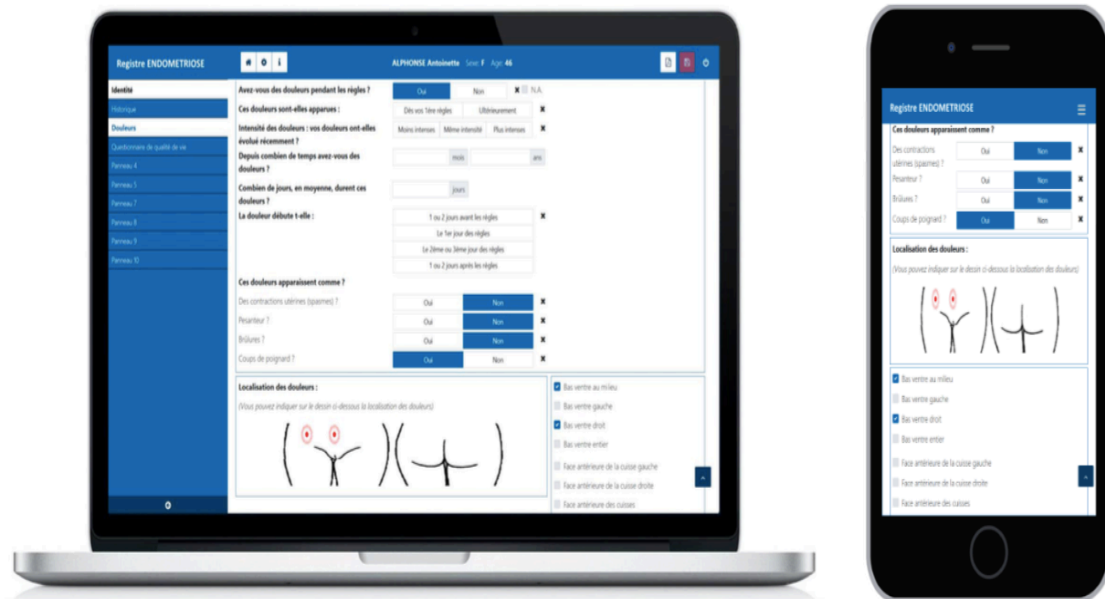 Registre ENDOMETRIOSE
ALPHONSE Antoinette Sexe: F Age: 46
Identité
Historique
Douleurs
Questionnaire de qualité de vie
Panneau 4
Panneau 5
Panneau 7
Panneau 8
Panneau 9
Panneau 10
Avez-vous des douleurs pendant les règles ? Oui Non N.A.
Ces douleurs sont-elles apparues : Dès vos 1ère règles Ultérieurement
Intensité des douleurs : vos douleurs ont-elles Moins intenses Même intensité Plus intenses
évolué récemment ?
Depuis combien de temps avez-vous des mois ans
douleurs ?
Combien de jours, en moyenne, durent ces jours
douleurs ?
La douleur débute t-elle : 1 ou 2 jours avant les règles
Le 1er jour des règles
Le 2ème ou 3ème jour des règles
1 ou 2 jours après les règles
Ces douleurs apparaissent comme ?
Des contractions utérines (spasmes) ? Oui Non
Pesanteur ? Oui Non
Brûlures ? Oui Non
Coups de poignard ? Oui Non
Localisation des douleurs :
(Vous pouvez indiquer sur le dessin ci-dessous la localisation des douleurs)
Bas ventre au milieu
Bas ventre gauche
Bas ventre droit
Bas ventre entier
Face antérieure de la cuisse gauche
Face antérieure de la cuisse droite
Face antérieure des cuisses
Registre ENDOMETRIOSE
Ces douleurs apparaissent comme ?
Des contractions Oui Non
utérines (spasmes) ?
Pesanteur ? Oui Non
Brûlures ? Oui Non
Coups de poignard ? Oui Non
Localisation des douleurs :
(Vous pouvez indiquer sur le dessin ci-dessous la localisation des douleurs)
Bas ventre au milieu
Bas ventre gauche
Bas ventre droit
Bas ventre entier
Face antérieure de la cuisse gauche
Face antérieure de la cuisse droite
Face antérieure des cuisses